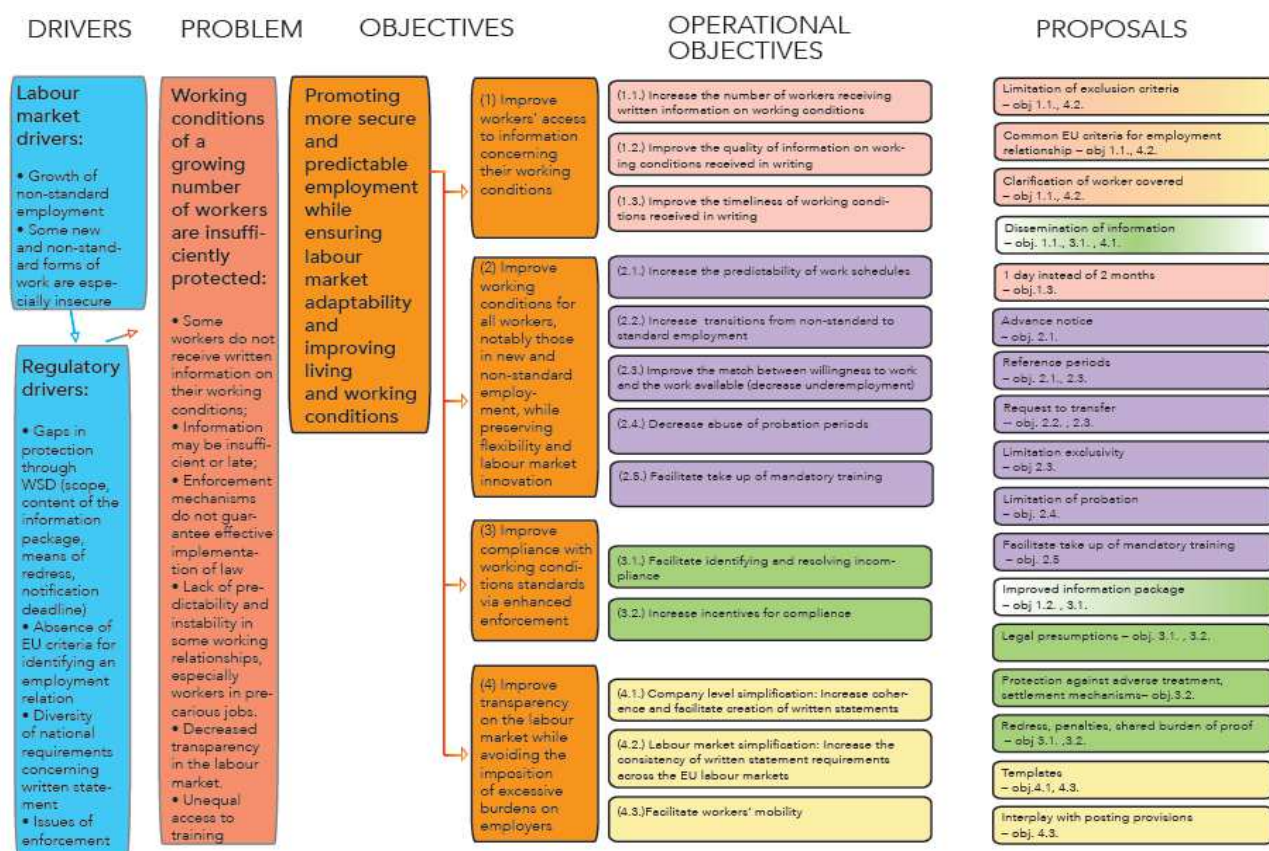 DRIVERS
PROBLEM
OBJECTIVES
OPERATIONAL
OBJECTIVES
PROPOSALS
Labour
market
drivers:
• Growth of
non-standard
employment
• Some new
and non-stand-
ard forms of
work are espe-
cially insecure
Regulatory
drivers:
• Gaps in
protection
through
WSD (scope,
content of the
information
package,
means of
redress,
notification
deadline)
• Absence of
EU criteria for
identifying an
employment
relation
• Diversity
of national
requirements
concerning
written state-
ment
• Issues of
enforcement
Working
conditions
of a
growing
number
of workers
are insuffi-
ciently
protected:
• Some
workers do not
receive written
information on
their working
conditions;
• Information
may be insuffi-
cient or late;
• Enforcement
mechanisms
do not guar-
antee effective
implementa-
tion of law
• Lack of pre-
dictability and
instability in
some working
relationships,
especially
workers in pre-
carious jobs.
• Decreased
transparency
in the labour
market.
• Unequal
access to
training
Promoting
more secure
and
predictable
employment
while
ensuring
labour
market
adaptability
and
improving
living
and working
conditions
(1) Improve
workers' access
to information
concerning
their working
conditions
(2) Improve
working
conditions for
all workers,
notably those
in new and
non-standard
employ-
ment, while
preserving
flexibility and
labour market
innovation
(3) Improve
compliance with
working condi-
tions standards
via enhanced
enforcement
(4) Improve
transparency
on the labour
market while
avoiding the
imposition
of excessive
burdens on
employers
(1.1.) Increase the number of workers receiving
written information on working conditions
(1.2.) Improve the quality of information on work-
ing conditions received in writing
(1.3.) Improve the timeliness of working condi-
tions received in writing
(2.1.) Increase the predictability of work schedules
(2.2.) Increase transitions from non-standard to
standard employment
(2.3.) Improve the match between willingness to work
and the work available (decrease underemployment)
(2.4.) Decrease abuse of probation periods
(2.5.) Facilitate take up of mandatory training
(3.1.) Facilitate identifying and resolving incom-
pliance
(3.2.) Increase incentives for compliance
(4.1.) Company level simplification: Increase coher-
ence and facilitate creation of written statements
(4.2.) Labour market simplification: Increase the
consistency of written statement requirements
across the EU labour markets
(4.3.)Facilitate workers' mobility
Limitation of exclusion criteria
– obj 1.1., 4.2.
Common EU criteria for employment
relationship – obj 1.1., 4.2.
Clarification of worker covered
– obj 1.1., 4.2.
Dissemination of information
– obj. 1.1., 3.1. , 4.1.
1 day instead of 2 months
– obj.1.3.
Advance notice
– obj. 2.1.
Reference periods
– obj. 2.1., 2.3.
Request to transfer
– obj. 2.2. , 2.3.
Limitation exclusivity
– obj 2.3.
Limitation of probation
– obj. 2.4.
Facilitate take up of mandatory training
– obj. 2.5
Improved information package
– obj 1.2. , 3.1.
Legal presumptions – obj. 3.1. , 3.2.
Protection against adverse treatment,
settlement mechanisms– obj.3.2.
Redress, penalties, shared burden of proof
– obj 3.1. ,3.2.
Templates
– obj.4.1, 4.3.
Interplay with posting provisions
– obj. 4.3.